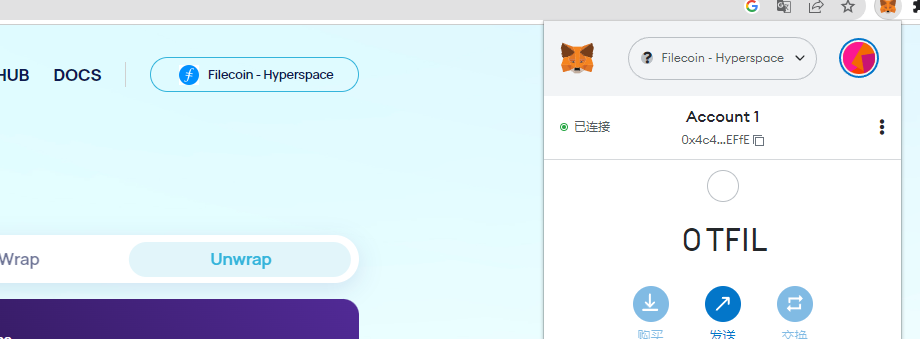 HUB DOCS Filecoin - Hyperspace
Filecoin - Hyperspace
Account 1
已连接
0x4c4...EFfE
0 TFIL
Wrap Unwrap
购买 发送 交换